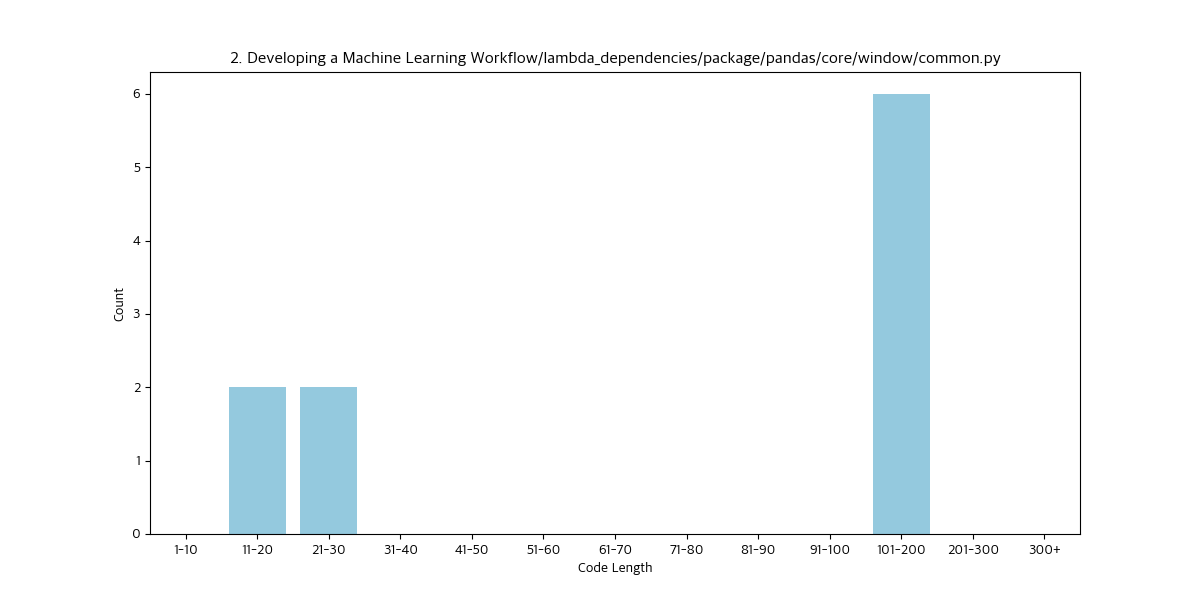 2. Developing a Machine Learning Workflow/lambda_dependencies/package/pandas/core/window/common.py
6
5
4
3
2
1
0
Count
1-10 11-20 21-30 31-40 41-50 51-60 61-70 71-80 81-90 91-100 101-200 201-300 300+
Code Length